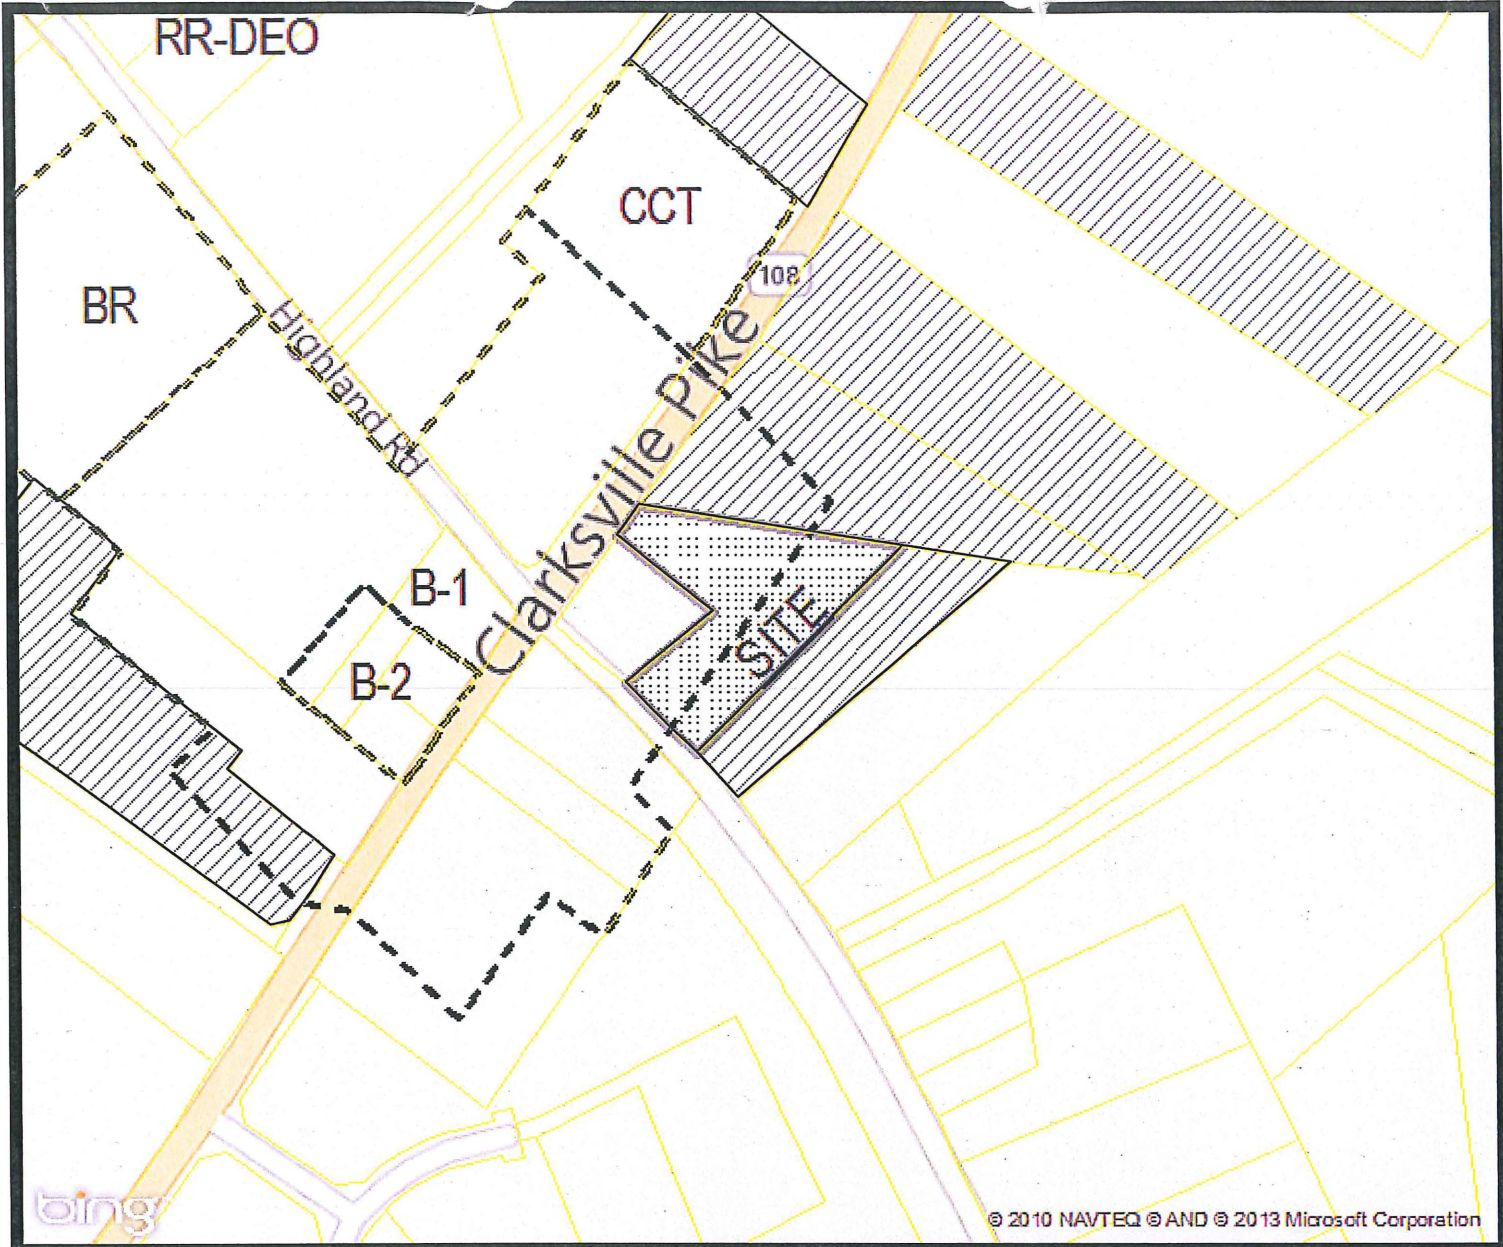 RR-DEO
CCT
108
BR
Highland Rd
Clarksville Pike
B-1
SITE
B-2
bing
© 2010 NAVTEQ © AND © 2013 Microsoft Corporation